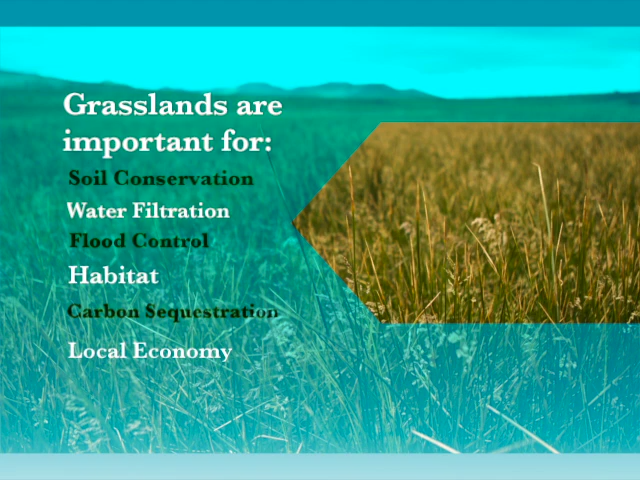 Grasslands are
important for:
Soil Conservation
Water Filtration
Flood Control
Habitat
Carbon Sequestration
Local Economy